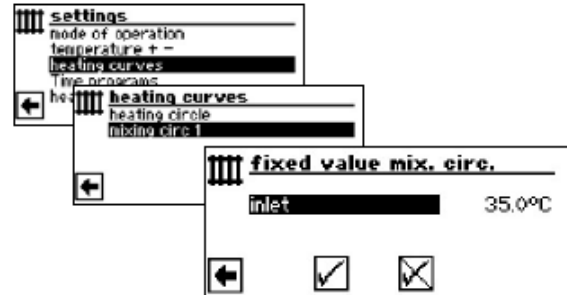 settings
mode of operation
temperature + -
heating curves
Time programs
hea
heating curves
heating circle
mixing circ 1
fixed value mix. circ.
inlet 35.0°C